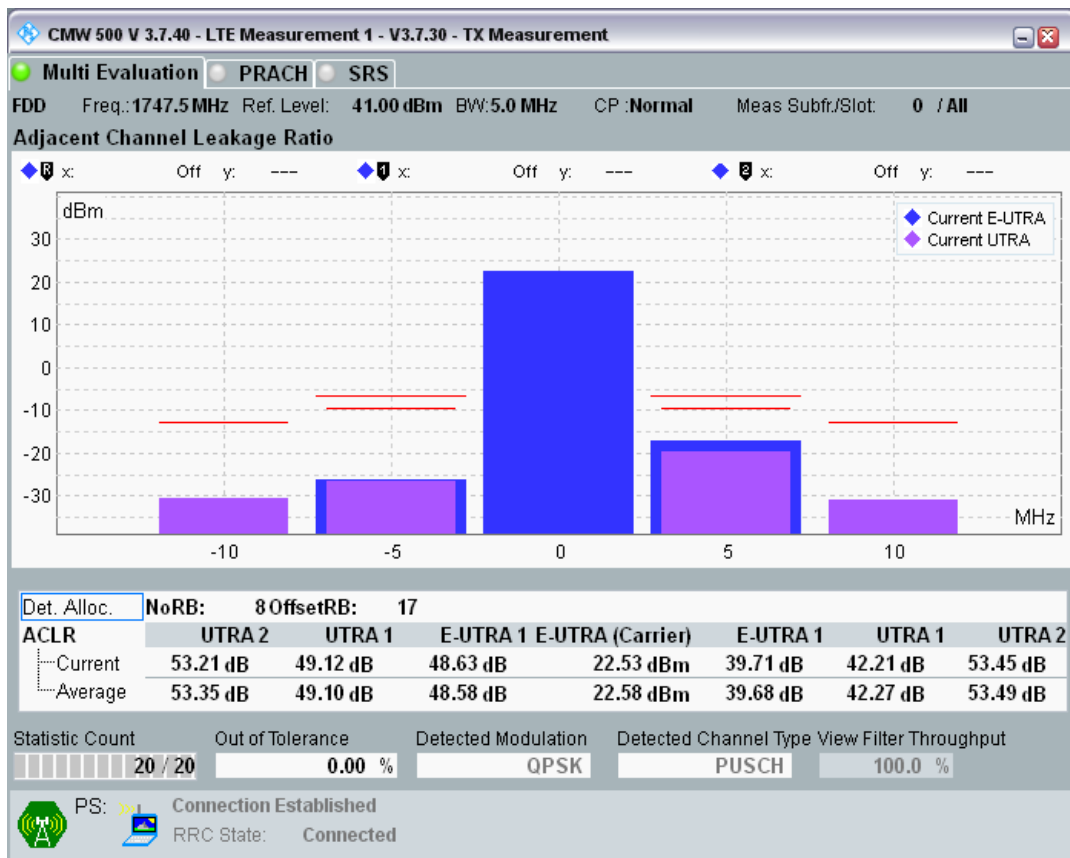 CMW 500 V 3.7.40 - LTE Measurement 1 - V3.7.30 - TX Measurement
Multi Evaluation PRACH SRS
FDD Freq.: 1747.5 MHz Ref. Level: 41.00 dBm BW: 5.0 MHz CP : Normal Meas Subfr./Slot: 0 / All
Adjacent Channel Leakage Ratio
R x: Off y: --- 1 x: Off y: --- 2 x: Off y: ---
dBm
Current E-UTRA
Current UTRA
30
20
10
0
-10
-20
-30
MHz
-10 -5 0 5 10
Det. Alloc. NoRB: 8 OffsetRB: 17
ACLR UTRA 2 UTRA 1 E-UTRA 1 E-UTRA (Carrier) E-UTRA 1 UTRA 1 UTRA 2
Current 53.21 dB 49.12 dB 48.63 dB 22.53 dBm 39.71 dB 42.21 dB 53.45 dB
Average 53.35 dB 49.10 dB 48.58 dB 22.58 dBm 39.68 dB 42.27 dB 53.49 dB
Statistic Count Out of Tolerance Detected Modulation Detected Channel Type View Filter Throughput
20 / 20 0.00 % QPSK PUSCH 100.0 %
PS: Connection Established
RRC State: Connected